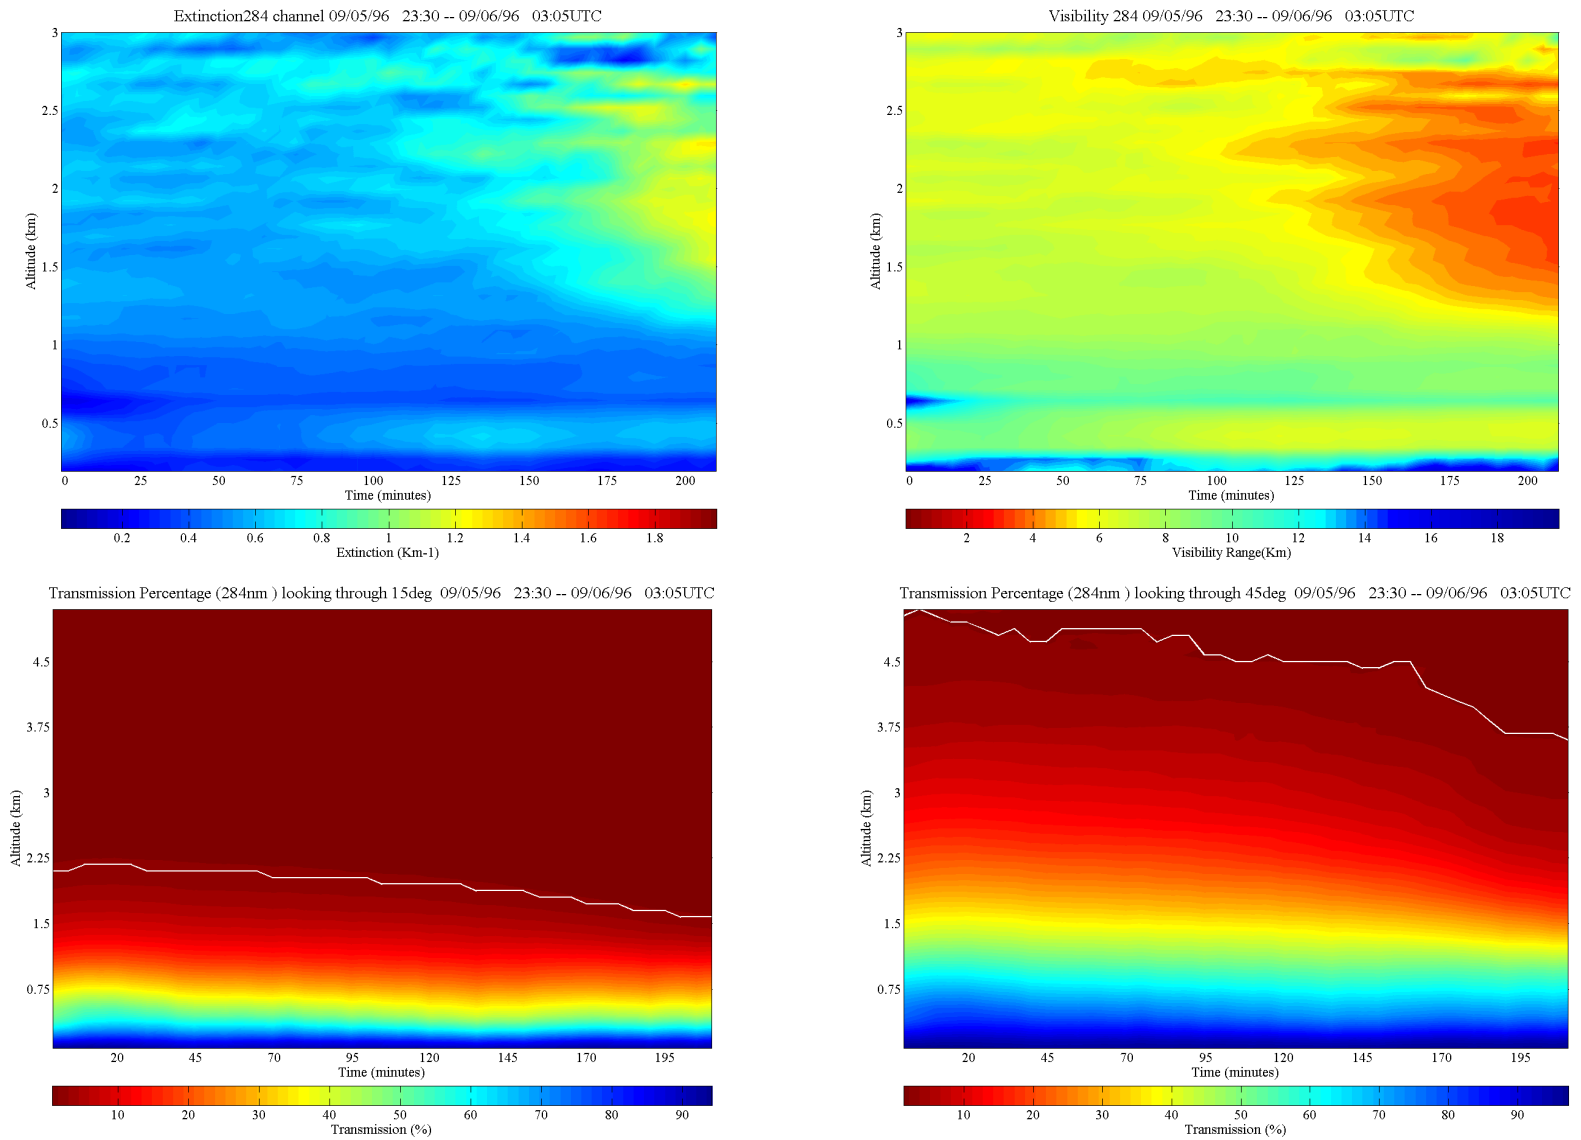 Extinction284 channel 09/05/96 23:30 -- 09/06/96 03:05UTC
3
2.5
2
1.5
1
0.5
Altitude (km)
0 25 50 75 100 125 150 175 200
Time (minutes)
0.2 0.4 0.6 0.8 1 1.2 1.4 1.6 1.8
Extinction (Km-1)
Visibility 284 09/05/96 23:30 -- 09/06/96 03:05UTC
3
2.5
2
1.5
1
0.5
Altitude (km)
0 25 50 75 100 125 150 175 200
Time (minutes)
2 4 6 8 10 12 14 16 18
Visibility Range(Km)
Transmission Percentage (284nm ) looking through 15deg 09/05/96 23:30 -- 09/06/96 03:05UTC
4.5
3.75
3
2.25
1.5
0.75
Altitude (km)
20 45 70 95 120 145 170 195
Time (minutes)
10 20 30 40 50 60 70 80 90
Transmission (%)
Transmission Percentage (284nm ) looking through 45deg 09/05/96 23:30 -- 09/06/96 03:05UTC
4.5
3.75
3
2.25
1.5
0.75
Altitude (km)
20 45 70 95 120 145 170 195
Time (minutes)
10 20 30 40 50 60 70 80 90
Transmission (%)